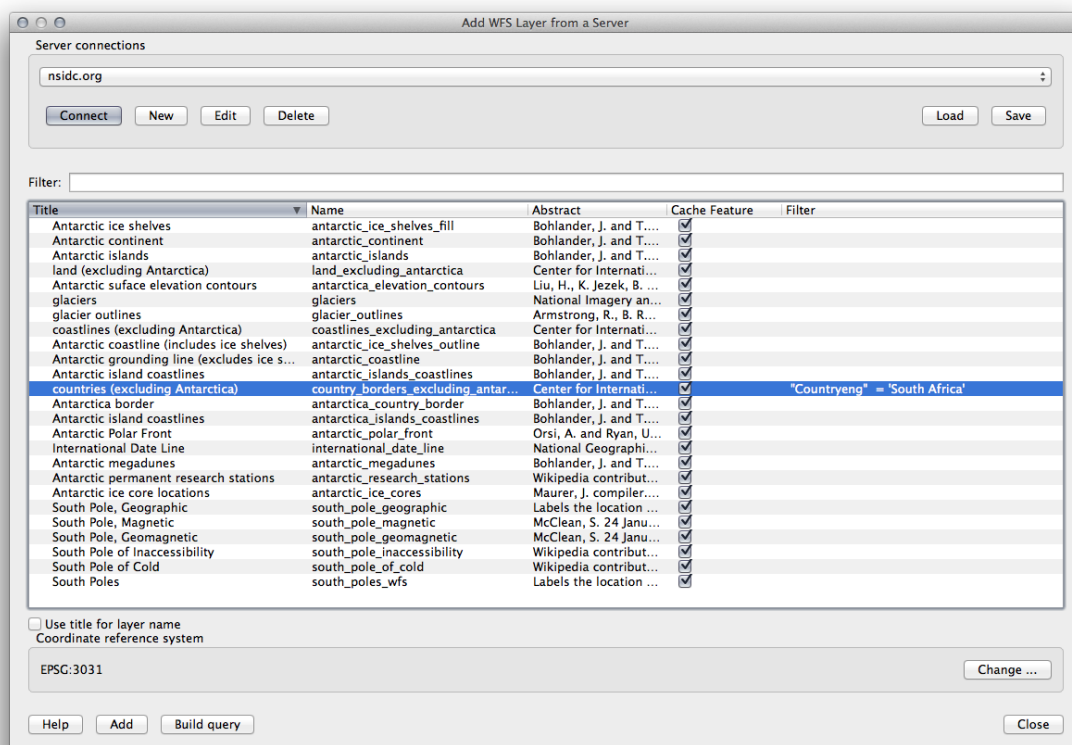 Add WFS Layer from a Server
Server connections
nsidc.org
Connect New Edit Delete Load Save
Filter:
Title Name Abstract Cache Feature Filter
Antarctic ice shelves antarctic_ice_shelves_fill Bohlander, J. and T....
Antarctic continent antarctic_continent Bohlander, J. and T....
Antarctic islands antarctic_islands Bohlander, J. and T....
land (excluding Antarctica) land_excluding_antarctica Center for Internati...
Antarctic suface elevation contours antarctica_elevation_contours Liu, H., K. Jezek, B. ...
glaciers glaciers National Imagery an...
glacier outlines glacier_outlines Armstrong, R., B. R...
coastlines (excluding Antarctica) coastlines_excluding_antarctica Center for Internati...
Antarctic coastline (includes ice shelves) antarctic_ice_shelves_outline Bohlander, J. and T....
Antarctic grounding line (excludes ice s... antarctic_coastline Bohlander, J. and T....
Antarctic island coastlines antarctic_islands_coastlines Bohlander, J. and T....
countries (excluding Antarctica) country_borders_excluding_antar... Center for Internati... "Countryeng" = 'South Africa'
Antarctica border antarctica_country_border Bohlander, J. and T....
Antarctic island coastlines antarctica_islands_coastlines Bohlander, J. and T....
Antarctic Polar Front antarctic_polar_front Orsi, A. and Ryan, U...
International Date Line international_date_line National Geographi...
Antarctic megadunes antarctic_megadunes Bohlander, J. and T....
Antarctic permanent research stations antarctic_research_stations Wikipedia contribut...
Antarctic ice core locations antarctic_ice_cores Maurer, J. compiler....
South Pole, Geographic south_pole_geographic Labels the location ...
South Pole, Magnetic south_pole_magnetic McClean, S. 24 Janu...
South Pole, Geomagnetic south_pole_geomagnetic McClean, S. 24 Janu...
South Pole of Inaccessibility south_pole_inaccessibility Wikipedia contribut...
South Pole of Cold south_pole_of_cold Wikipedia contribut...
South Poles south_poles_wfs Labels the location ...
Use title for layer name
Coordinate reference system
EPSG:3031
Change ...
Help Add Build query Close